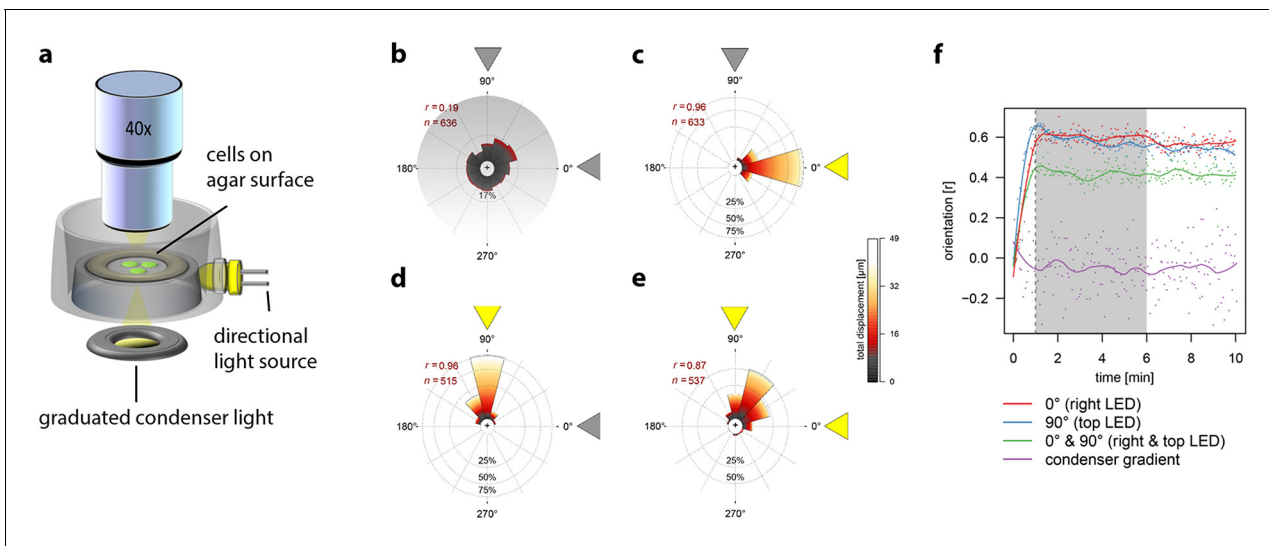 a
40x
cells on
agar surface
directional
light source
graduated condenser light
b
90°
r = 0.19
n = 636
180°
0°
17%
270°
c
90°
r = 0.96
n = 633
180°
0°
25%
50%
75%
270°
d
90°
r = 0.96
n = 515
180°
0°
25%
50%
75%
270°
e
90°
r = 0.87
n = 537
180°
0°
25%
50%
75%
270°
total displacement [µm]
49
32
16
0
f
orientation [r]
0.6
0.4
0.2
0.0
−0.2
0 2 4 6 8 10
time [min]
0° (right LED)
90° (top LED)
0° & 90° (right & top LED)
condenser gradient